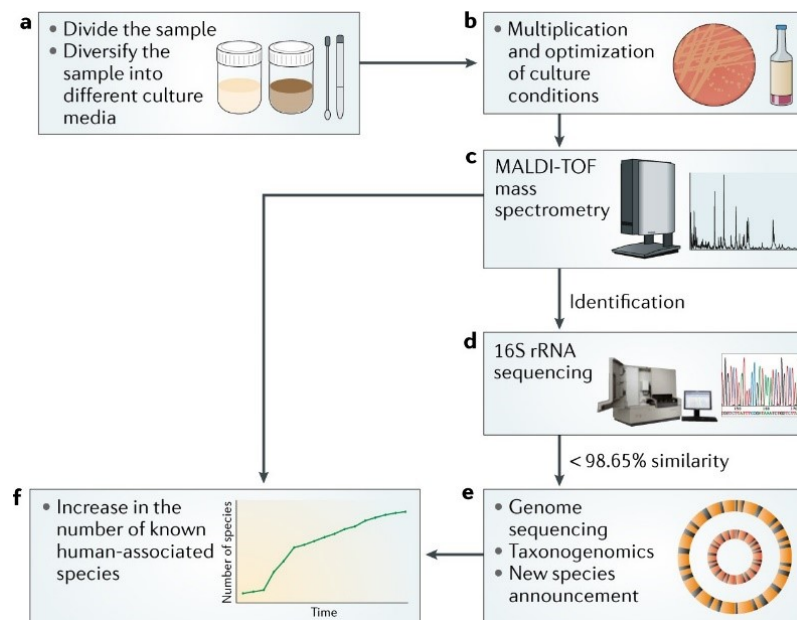 a
• Divide the sample
• Diversify the
sample into
different culture
media
b
• Multiplication
and optimization
of culture
conditions
c
MALDI-TOF
mass
spectrometry
Identification
d
16S rRNA
sequencing
< 98.65% similarity
e
• Genome
sequencing
• Taxonogenomics
• New species
announcement
f
• Increase in the
number of known
human-associated
species
Number of species
Time